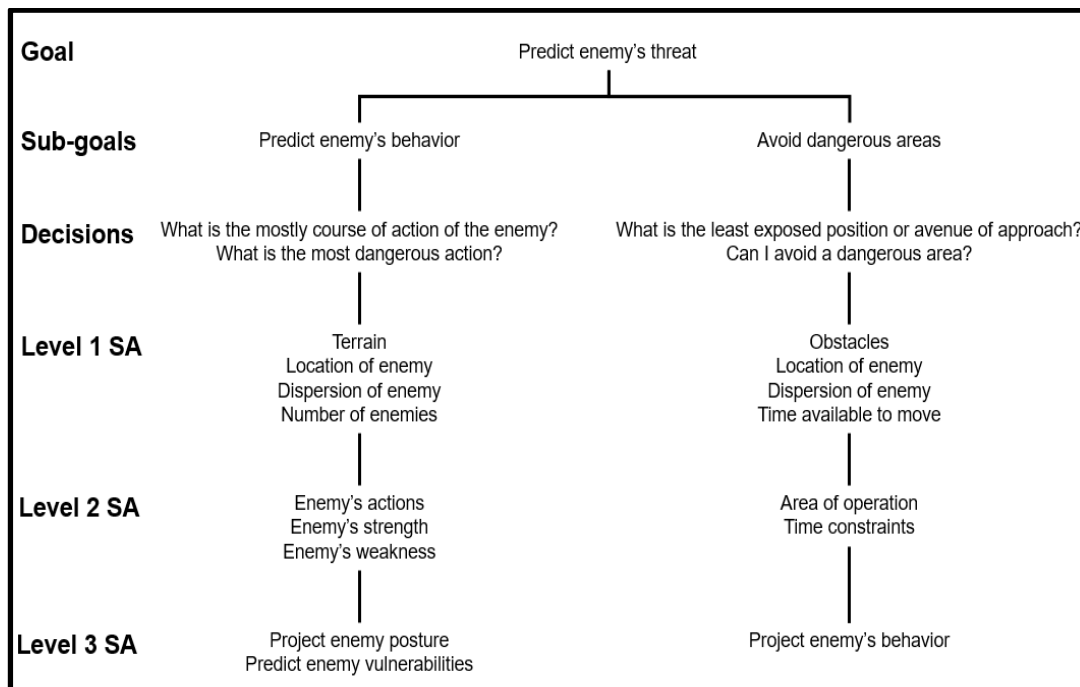 Goal
Predict enemy's threat
Sub-goals
Predict enemy's behavior
Avoid dangerous areas
Decisions
What is the mostly course of action of the enemy?
What is the most dangerous action?
What is the least exposed position or avenue of approach?
Can I avoid a dangerous area?
Level 1 SA
Terrain
Location of enemy
Dispersion of enemy
Number of enemies
Obstacles
Location of enemy
Dispersion of enemy
Time available to move
Level 2 SA
Enemy's actions
Enemy's strength
Enemy's weakness
Area of operation
Time constraints
Level 3 SA
Project enemy posture
Predict enemy vulnerabilities
Project enemy's behavior